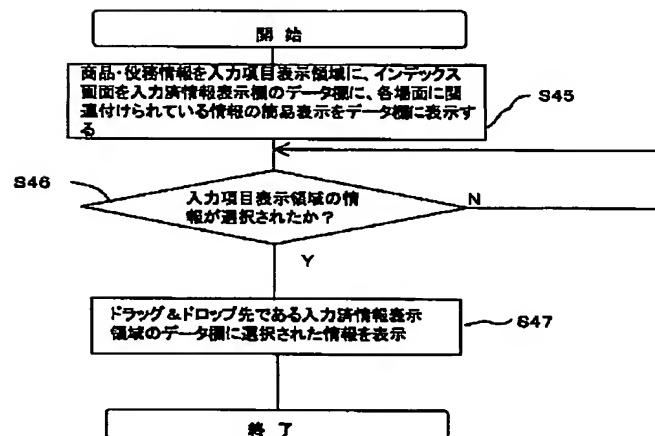 開始
商品・役務情報を入力項目表示領域に、インデックス
画面を入力済情報表示欄のデータ欄に、各場面に関
連付けられている情報の簡易表示をデータ欄に表示す
る
S45
S46
入力項目表示領域の情
報が選択されたか？
N
Y
ドラッグ＆ドロップ先である入力済情報表示
領域のデータ欄に選択された情報を表示
S47
終了